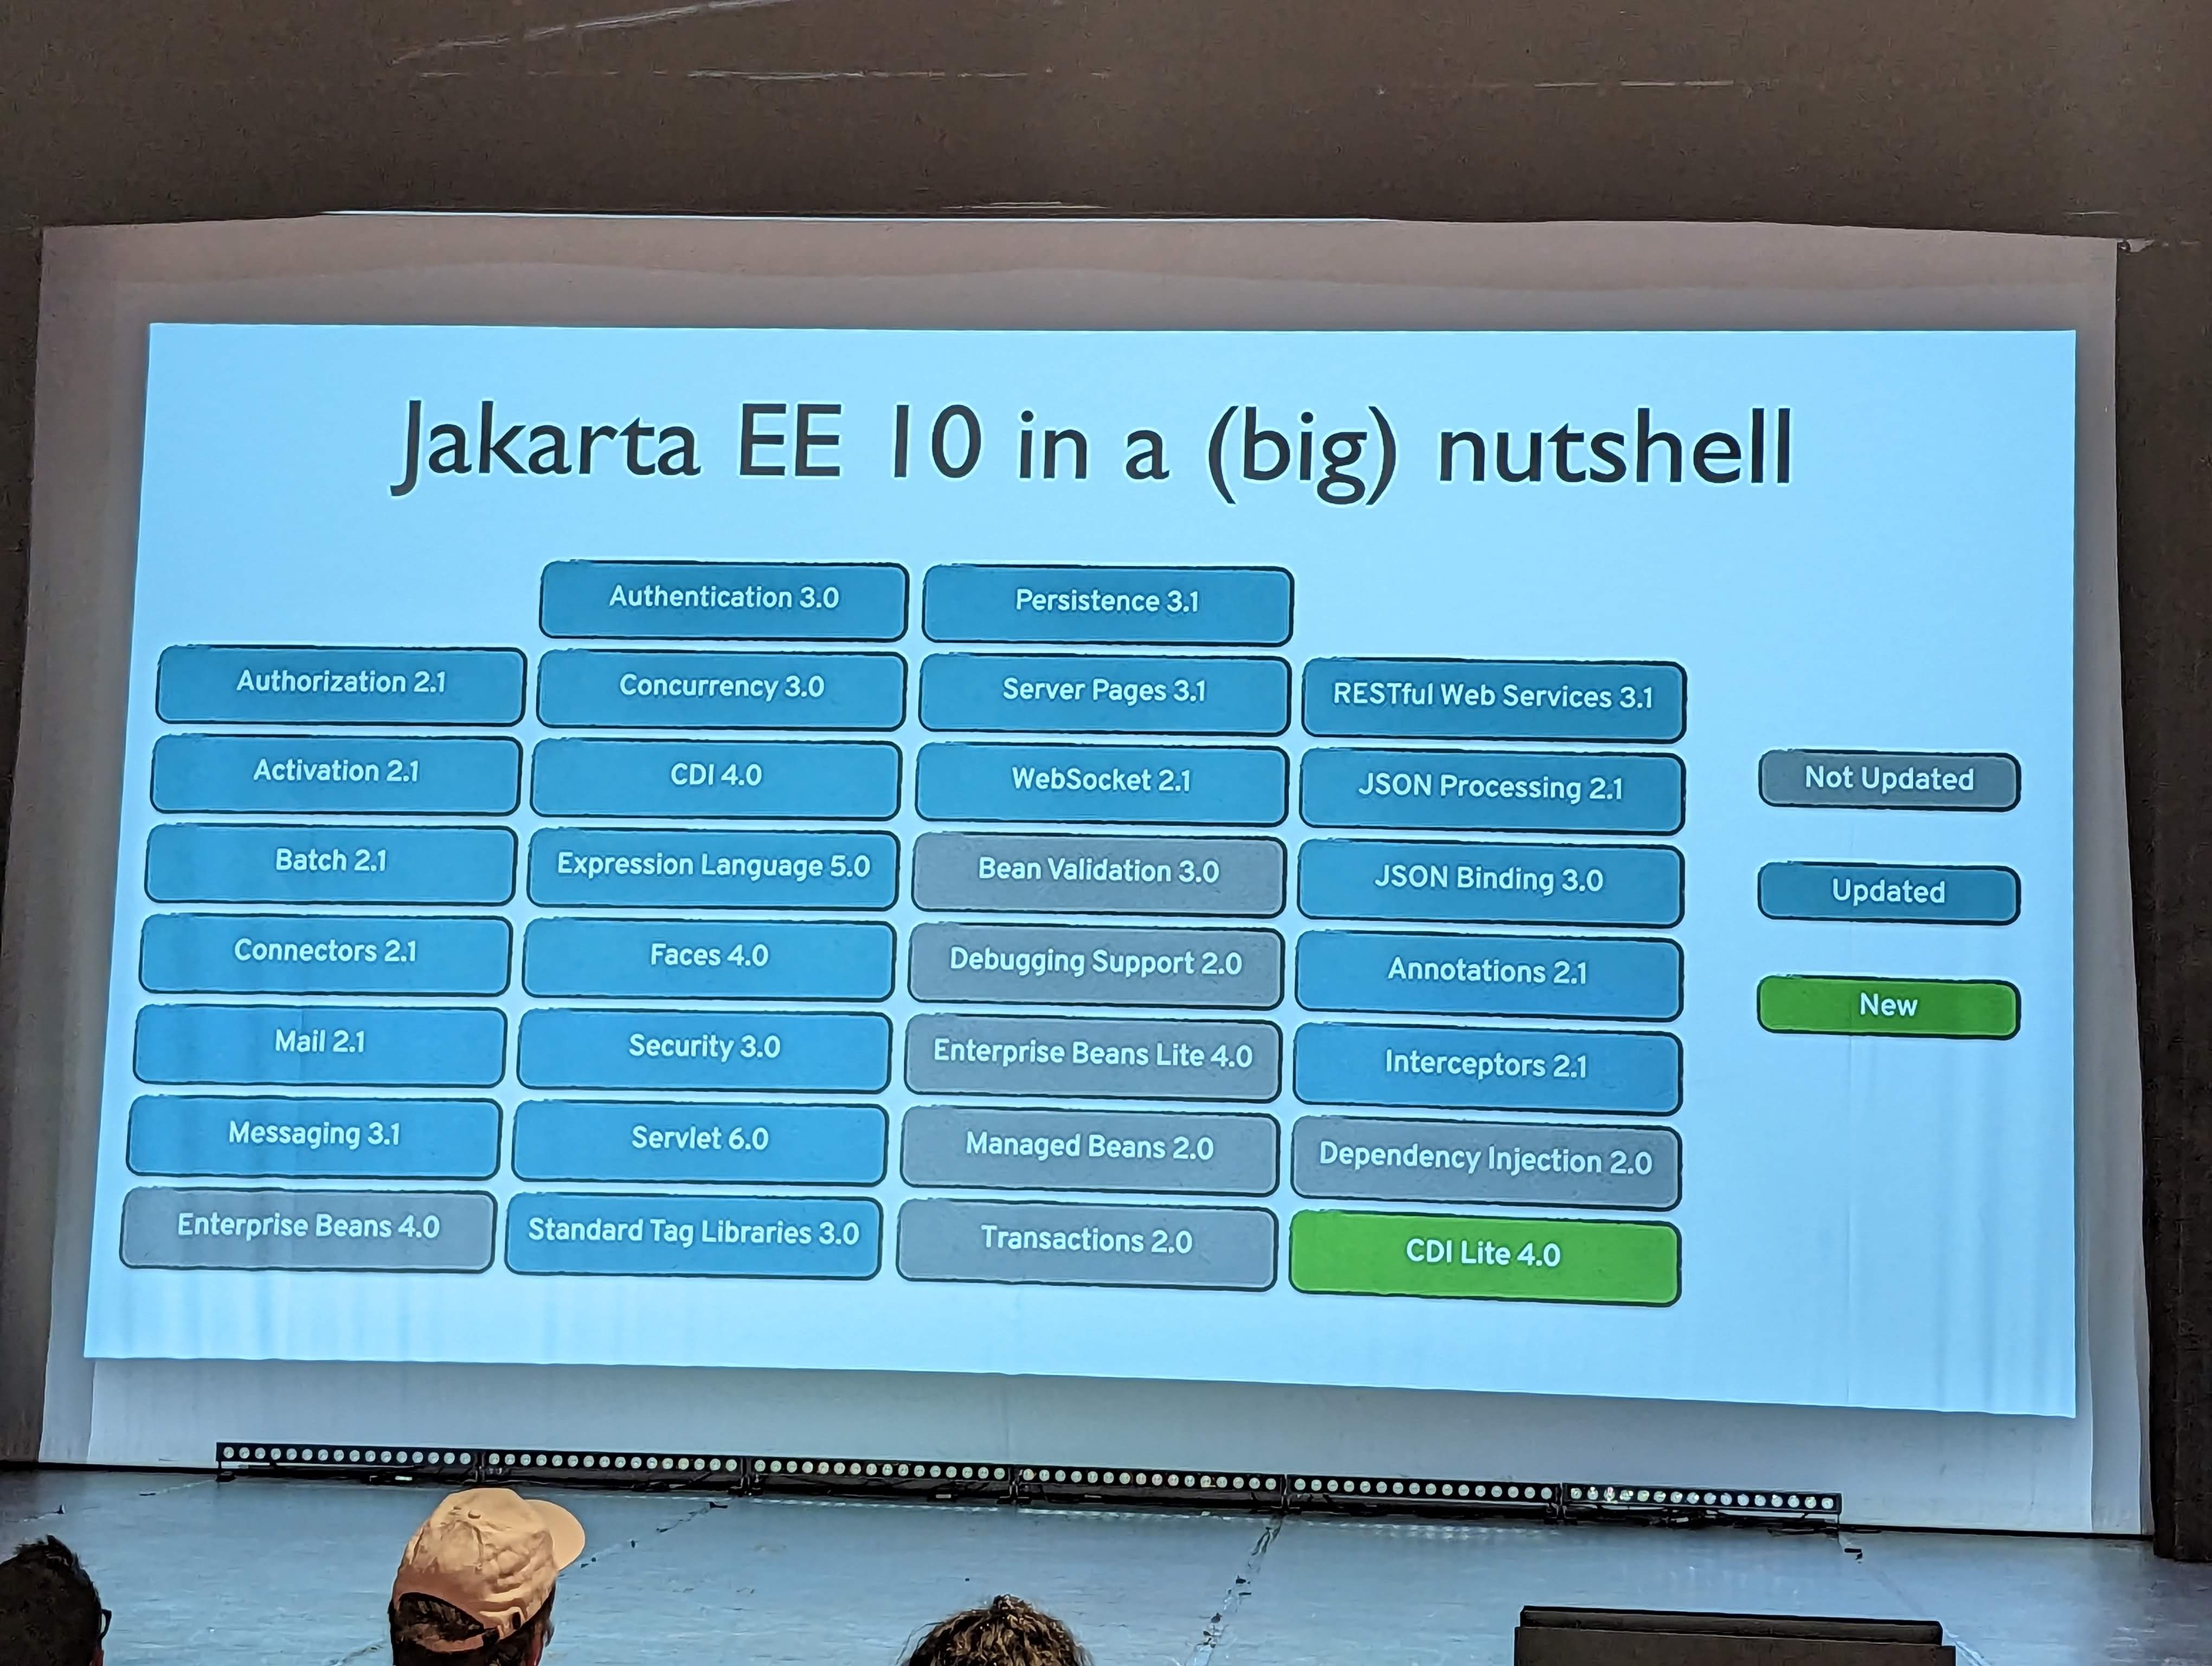 Jakarta EE 10 in a (big) nutshell
Authorization 2.1
Activation 2.1
Batch 2.1
Connectors 2.1
Mail 2.1
Messaging 3.1
Enterprise Beans 4.0
Authentication 3.0
Concurrency 3.0
CDI 4.0
Expression Language 5.0
Faces 4.0
Security 3.0
Servlet 6.0
Standard Tag Libraries 3.0
Persistence 3.1
Server Pages 3.1
WebSocket 2.1
Bean Validation 3.0
Debugging Support 2.0
Enterprise Beans Lite 4.0
Managed Beans 2.0
Transactions 2.0
RESTful Web Services 3.1
JSON Processing 2.1
JSON Binding 3.0
Annotations 2.1
Interceptors 2.1
Dependency Injection 2.0
CDI Lite 4.0
Not Updated
Updated
New